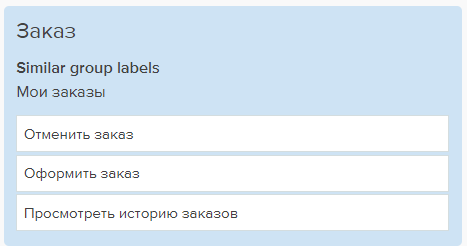 Заказ
Similar group labels
Мои заказы
Отменить заказ
Оформить заказ
Просмотреть историю заказов